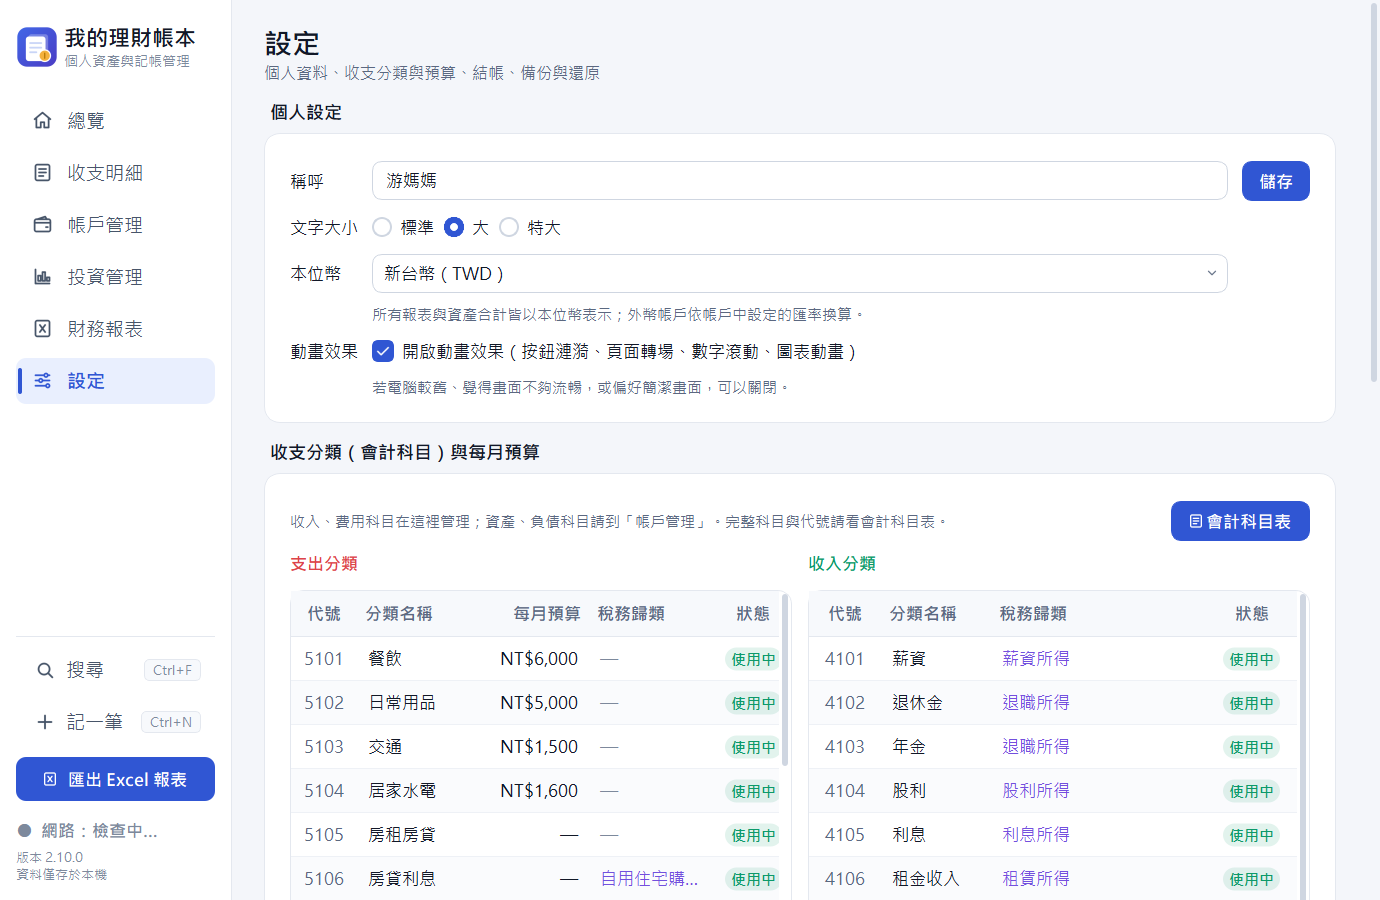 我的理財帳本
個人資產與記帳管理
總覽
收支明細
帳戶管理
投資管理
財務報表
設定
搜尋 Ctrl+F
記一筆 Ctrl+N
匯出 Excel 報表
網路：檢查中...
版本 2.10.0
資料僅存於本機
設定
個人資料、收支分類與預算、結帳、備份與還原
個人設定
稱呼 游媽媽 儲存
文字大小 標準 大 特大
本位幣 新台幣（TWD）
所有報表與資產合計皆以本位幣表示；外幣帳戶依帳戶中設定的匯率換算。
動畫效果 開啟動畫效果（按鈕漣漪、頁面轉場、數字滾動、圖表動畫）
若電腦較舊、覺得畫面不夠流暢，或偏好簡潔畫面，可以關閉。
收支分類（會計科目）與每月預算
收入、費用科目在這裡管理；資產、負債科目請到「帳戶管理」。完整科目與代號請看會計科目表。
會計科目表
支出分類
代號 分類名稱 每月預算 稅務歸類 狀態
5101 餐飲 NT$6,000 — 使用中
5102 日常用品 NT$5,000 — 使用中
5103 交通 NT$1,500 — 使用中
5104 居家水電 NT$1,600 — 使用中
5105 房租房貸 — — 使用中
5106 房貸利息 — 自用住宅購... 使用中
收入分類
代號 分類名稱 稅務歸類 狀態
4101 薪資 薪資所得 使用中
4102 退休金 退職所得 使用中
4103 年金 退職所得 使用中
4104 股利 股利所得 使用中
4105 利息 利息所得 使用中
4106 租金收入 租賃所得 使用中